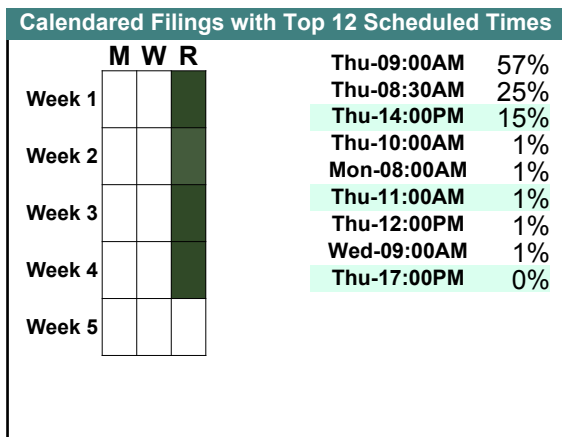 Calendared Filings with Top 12 Scheduled Times
M W R
Week 1
Week 2
Week 3
Week 4
Week 5
Thu-09:00AM 57%
Thu-08:30AM 25%
Thu-14:00PM 15%
Thu-10:00AM 1%
Mon-08:00AM 1%
Thu-11:00AM 1%
Thu-12:00PM 1%
Wed-09:00AM 1%
Thu-17:00PM 0%